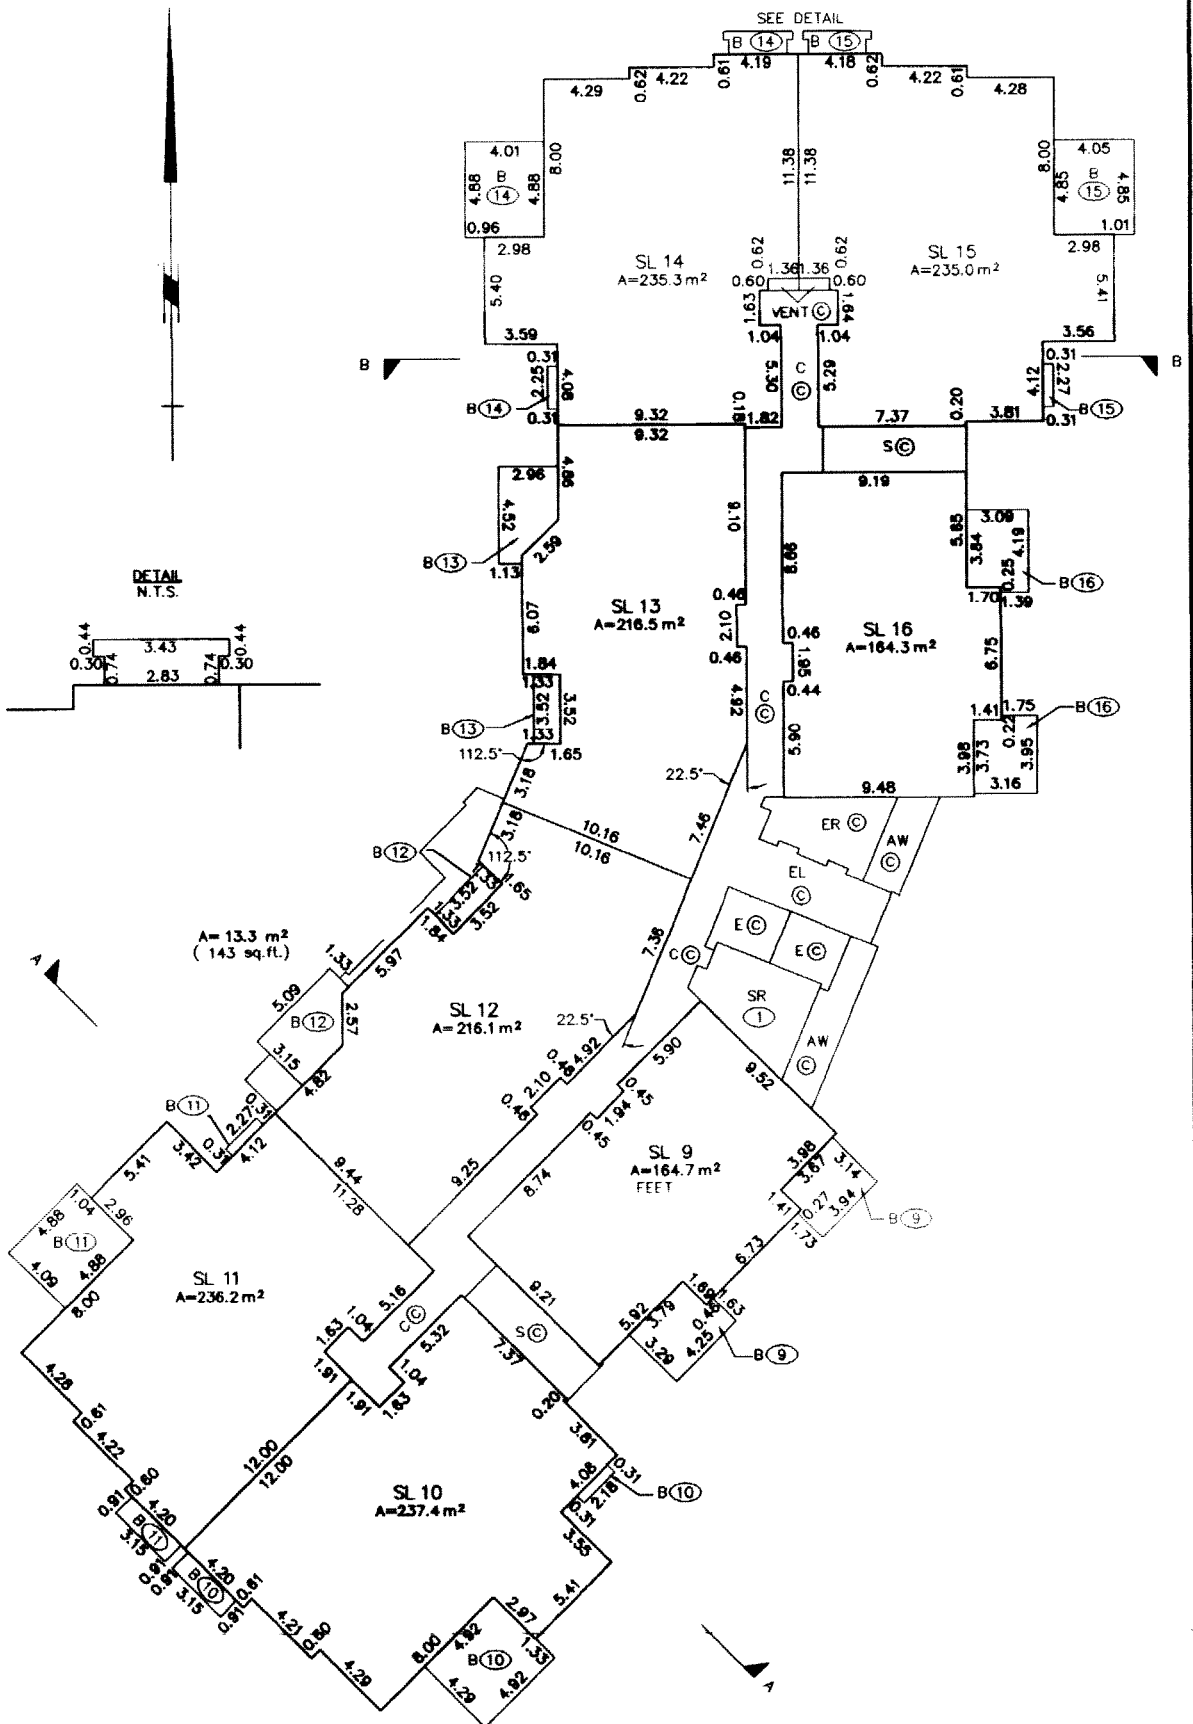 SEE DETAIL
B 14 B 15
4.19 4.18
0.61 0.62
4.22 4.22
0.62 0.61
4.29 4.28
4.01
8.00
4.88 B 14 4.88
0.96
2.98
11.38 11.38
8.00
4.05
4.85 B 15 4.85
1.01
2.98
5.40
SL 14
A=235.3 m²
SL 15
A=235.0 m²
5.41
0.62 0.62
1.36 1.36
0.60 0.60
1.63 VENT C 1.64
1.04 1.04
3.59
3.56
B B
0.31
2.25 4.08
B 14
0.31
5.30 C C 5.29
0.31
4.12 2.27
B 15
0.31
0.18
1.82
9.32
9.32
7.37
0.20
3.81
S C
9.19
2.96
4.86
4.52
2.59
B 13
1.13
9.10
6.66
5.85
3.09
3.84 4.19
0.25
B 16
1.70
1.39
DETAIL
N.T.S.
0.44 3.43 0.44
0.30 0.74 0.74 0.30
2.83
6.07
SL 13
A=216.5 m²
0.46
2.10
0.46
SL 16
A=164.3 m²
0.46
1.95
0.44
6.75
1.84
1.33
3.52 3.52
B 13
1.33
1.65
112.5°
4.92
C C
5.90
1.41 1.75
0.22
B 16
3.98 3.73 3.95
3.16
22.5°
9.48
3.18
3.18
7.46
10.16
10.16
ER C
AW C
EL C
B 12
112.5°
1.33
1.65
3.52
1.33
3.52
1.84
E C
E C
A= 13.3 m²
( 143 sq.ft.)
1.33
5.97
7.36
C C
SR
1
AW
C
A
5.09
B 12
2.57
3.15
4.82
SL 12
A=216.1 m²
22.5°
4.92
2.10
5.90
9.52
0.45
1.94
0.45
B 11
2.27
4.12
3.42
5.41
9.44
11.28
9.25
8.74
SL 9
A=164.7 m²
FEET
3.98
3.67
3.14
1.41
0.27
3.94
1.73
B 9
6.73
1.04
4.88
2.96
B 11
4.09
4.88
8.00
SL 11
A=236.2 m²
9.21
1.69
1.63
5.92
3.79
3.29
4.25
B 9
5.16
1.04
1.63
C C
S C
5.32
7.37
1.91
1.91
1.04
1.63
0.20
3.81
4.28
0.61
4.22
0.60
12.00
12.00
SL 10
A=237.4 m²
4.08
0.31
2.18
B 10
0.31
3.55
0.91
4.20
B 11
3.15
0.91
0.91
4.20
B 10
3.15
0.61
0.91
4.21
0.60
4.29
5.41
2.97
4.92
8.00
B 10
1.33
4.29
4.92
A